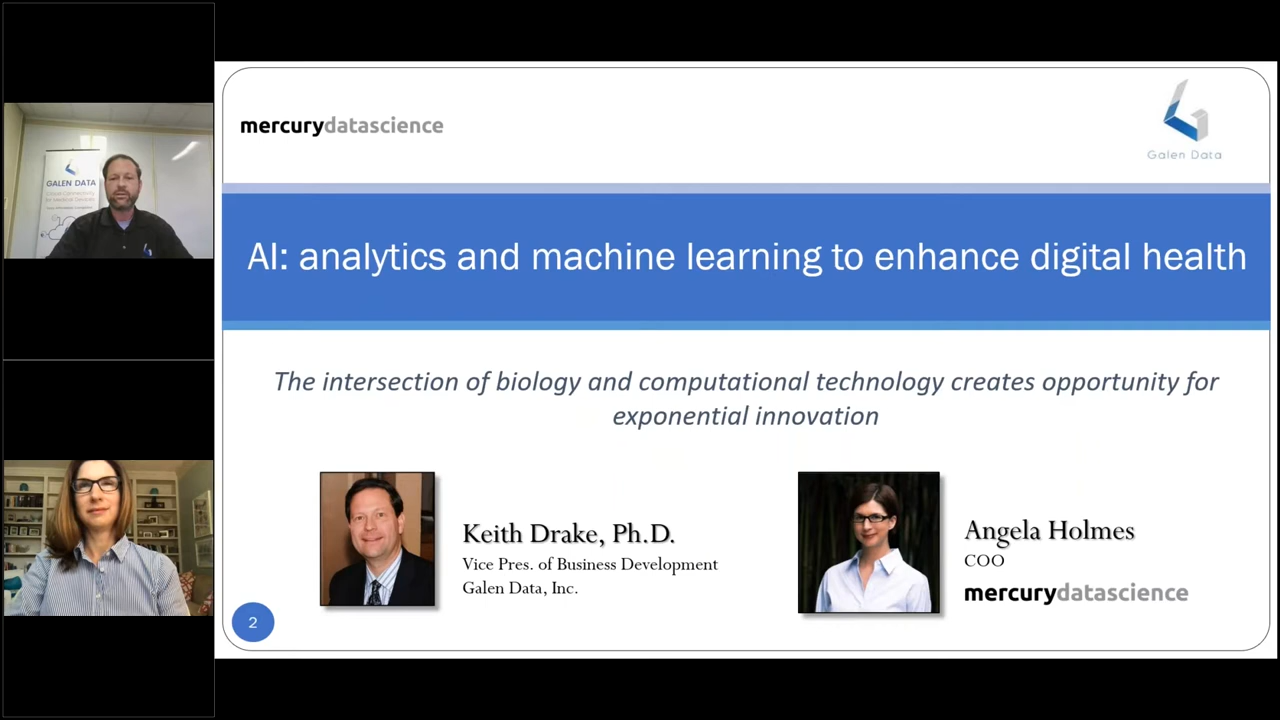 GALEN DATA
mercurydatascience
Galen Data
AI: analytics and machine learning to enhance digital health
The intersection of biology and computational technology creates opportunity for
exponential innovation
Keith Drake, Ph.D.
Vice Pres. of Business Development
Galen Data, Inc.
Angela Holmes
COO
mercurydatascience
2